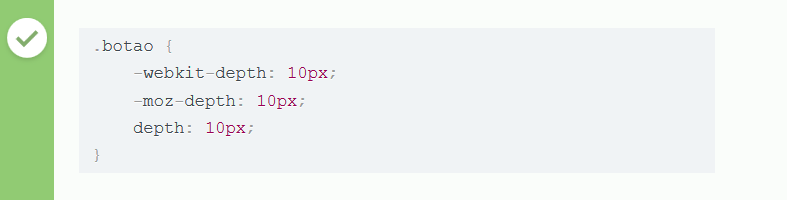 .botao {
    -webkit-depth: 10px;
    -moz-depth: 10px;
    depth: 10px;
}